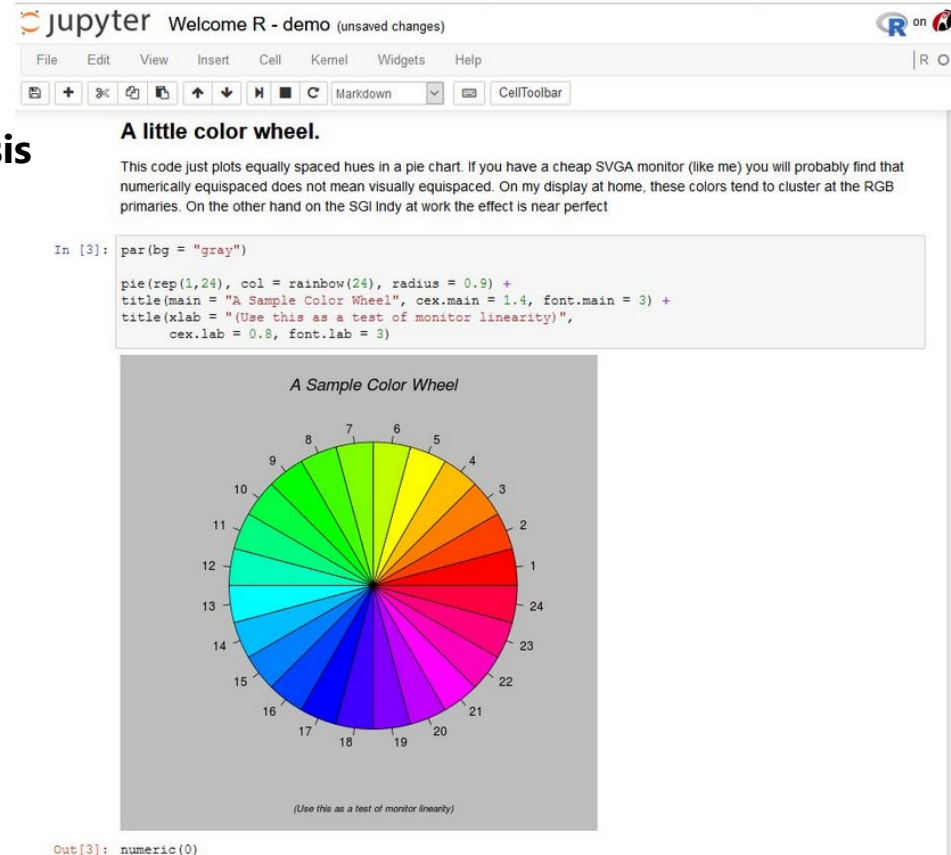 jupyter Welcome R - demo (unsaved changes)
R on
File Edit View Insert Cell Kernel Widgets Help
R O
Markdown CellToolbar
sis
A little color wheel.
This code just plots equally spaced hues in a pie chart. If you have a cheap SVGA monitor (like me) you will probably find that
numerically equispaced does not mean visually equispaced. On my display at home, these colors tend to cluster at the RGB
primaries. On the other hand on the SGI Indy at work the effect is near perfect
In [3]: par(bg = "gray")
pie(rep(1,24), col = rainbow(24), radius = 0.9) +
title(main = "A Sample Color Wheel", cex.main = 1.4, font.main = 3) +
title(xlab = "(Use this as a test of monitor linearity)",
cex.lab = 0.8, font.lab = 3)
A Sample Color Wheel
1
2
3
4
5
6
7
8
9
10
11
12
13
14
15
16
17
18
19
20
21
22
23
24
(Use this as a test of monitor linearity)
Out[3]: numeric(0)